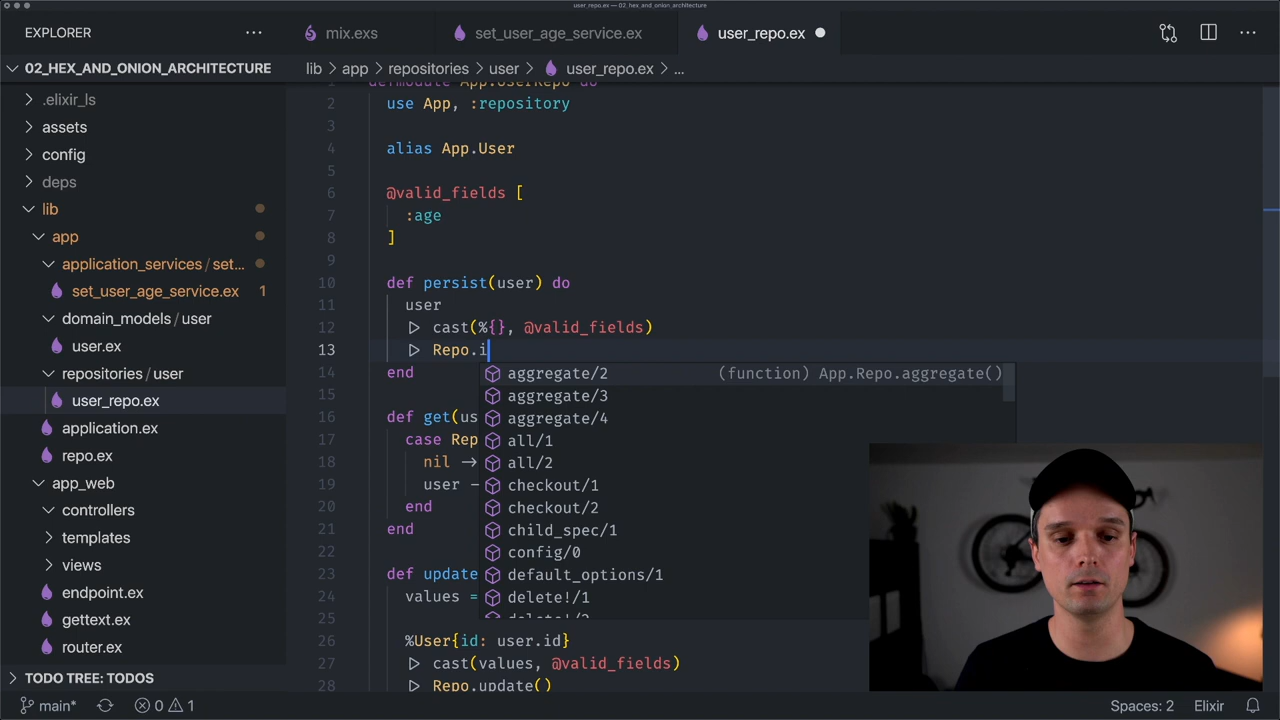 user_repo.ex — 02_hex_and_onion_architecture
EXPLORER
mix.exs
set_user_age_service.ex
user_repo.ex
02_HEX_AND_ONION_ARCHITECTURE
lib > app > repositories > user > user_repo.ex > ...
.elixir_ls
assets
config
deps
lib
app
application_services / set...
set_user_age_service.ex 1
domain_models / user
user.ex
repositories / user
user_repo.ex
application.ex
repo.ex
app_web
controllers
templates
views
endpoint.ex
gettext.ex
router.ex
TODO TREE: TODOS
1 defmodule App.UserRepo do
2 use App, :repository
3
4 alias App.User
5
6 @valid_fields [
7 :age
8 ]
9
10 def persist(user) do
11 user
12 |> cast(%{}, @valid_fields)
13 |> Repo.i
14 end
15
16 def get(us
17 case Rep
18 nil ->
19 user -
20 end
21 end
22
23 def update
24 values =
25
26 %User{id: user.id}
27 |> cast(values, @valid_fields)
28 |> Repo.update()
aggregate/2 (function) App.Repo.aggregate()
aggregate/3
aggregate/4
all/1
all/2
checkout/1
checkout/2
child_spec/1
config/0
default_options/1
delete!/1
main* 0 1
Spaces: 2 Elixir